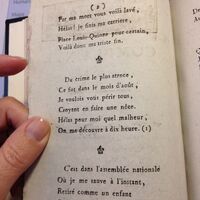 ( 2 )
Par ma mort vous voilà lavé,
Hélas! je finis ma carrière,
Place Louis-Quinze pour certain,
Voilà donc ma triste fin.
Du crime le plus atroce,
Ce fut dans le mois d'août,
Je voulois vous périr tous,
Croyant en faire une noce.
Hélas pour moi quel malheur,
On me découvre à dix heure. (1)
C'est dans l'assemblée nationale
Où je me sauve à l'instant,
Retiré comme un enfant